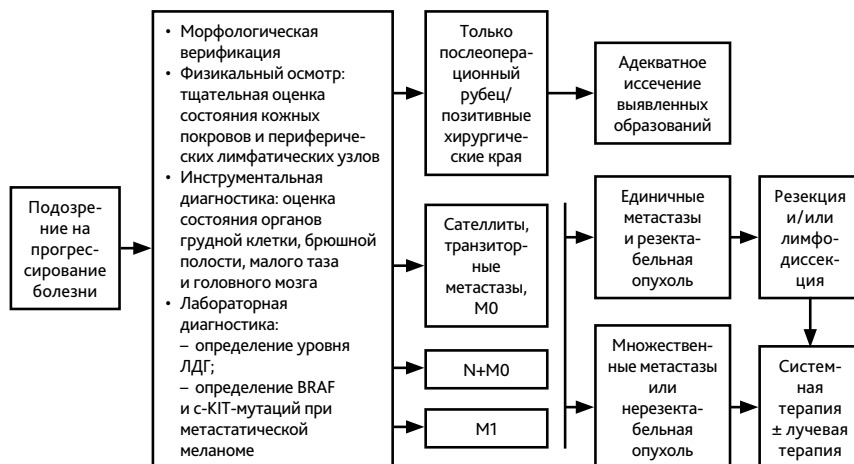 Подозре-
ние на
прогрес-
сирование
болезни
• Морфологическая
верификация
• Физикальный осмотр:
тщательная оценка
состояния кожных
покровов и перифериче-
ских лимфатических узлов
• Инструментальная
диагностика: оценка
состояния органов
грудной клетки, брюшной
полости, малого таза
и головного мозга
• Лабораторная
диагностика:
– определение уровня
ЛДГ;
– определение BRAF
и c-KIT-мутаций при
метастатической
меланоме
Только
послеопера-
ционный
рубец/
позитивные
хирургиче-
ские края
Адекватное
иссечение
выявленных
образований
Сателлиты,
транзитор-
ные
метастазы,
M0
N+M0
M1
Единичные
метастазы
и резекта-
бельная
опухоль
Резекция
и/или
лимфо-
диссек-
ция
Множествен-
ные метастазы
или
нерезекта-
бельная
опухоль
Систем-
ная
терапия
± лучевая
терапия